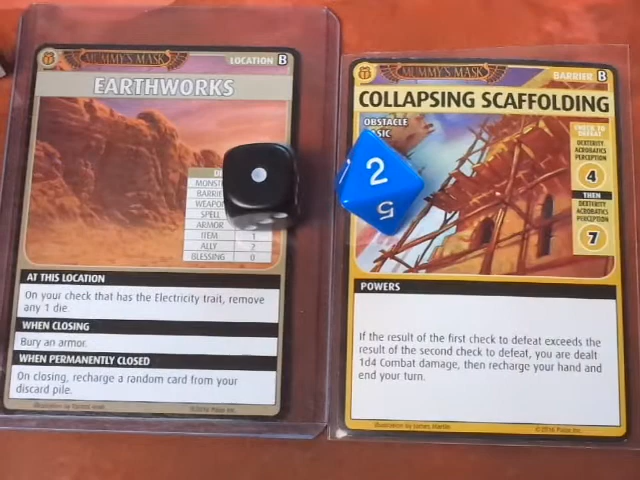 MUMMY'S MASK
LOCATION B
EARTHWORKS
MONST
BARRIE
WEAPO
SPELL
ARMOR
ITEM 1
ALLY 2
BLESSING 0
AT THIS LOCATION
On your check that has the Electricity trait, remove
any 1 die.
WHEN CLOSING
Bury an armor.
WHEN PERMANENTLY CLOSED
On closing, recharge a random card from your
discard pile.
©2016 Paizo Inc.
MUMMY'S MASK
BARRIER B
COLLAPSING SCAFFOLDING
OBSTACLE
SIC
2
5
CHECK TO
DEFEAT
DEXTERITY
ACROBATICS
PERCEPTION
4
THEN
DEXTERITY
ACROBATICS
PERCEPTION
7
POWERS
If the result of the first check to defeat exceeds the
result of the second check to defeat, you are dealt
1d4 Combat damage, then recharge your hand and
end your turn.
Illustration by James Martin
©2016 Paizo Inc.